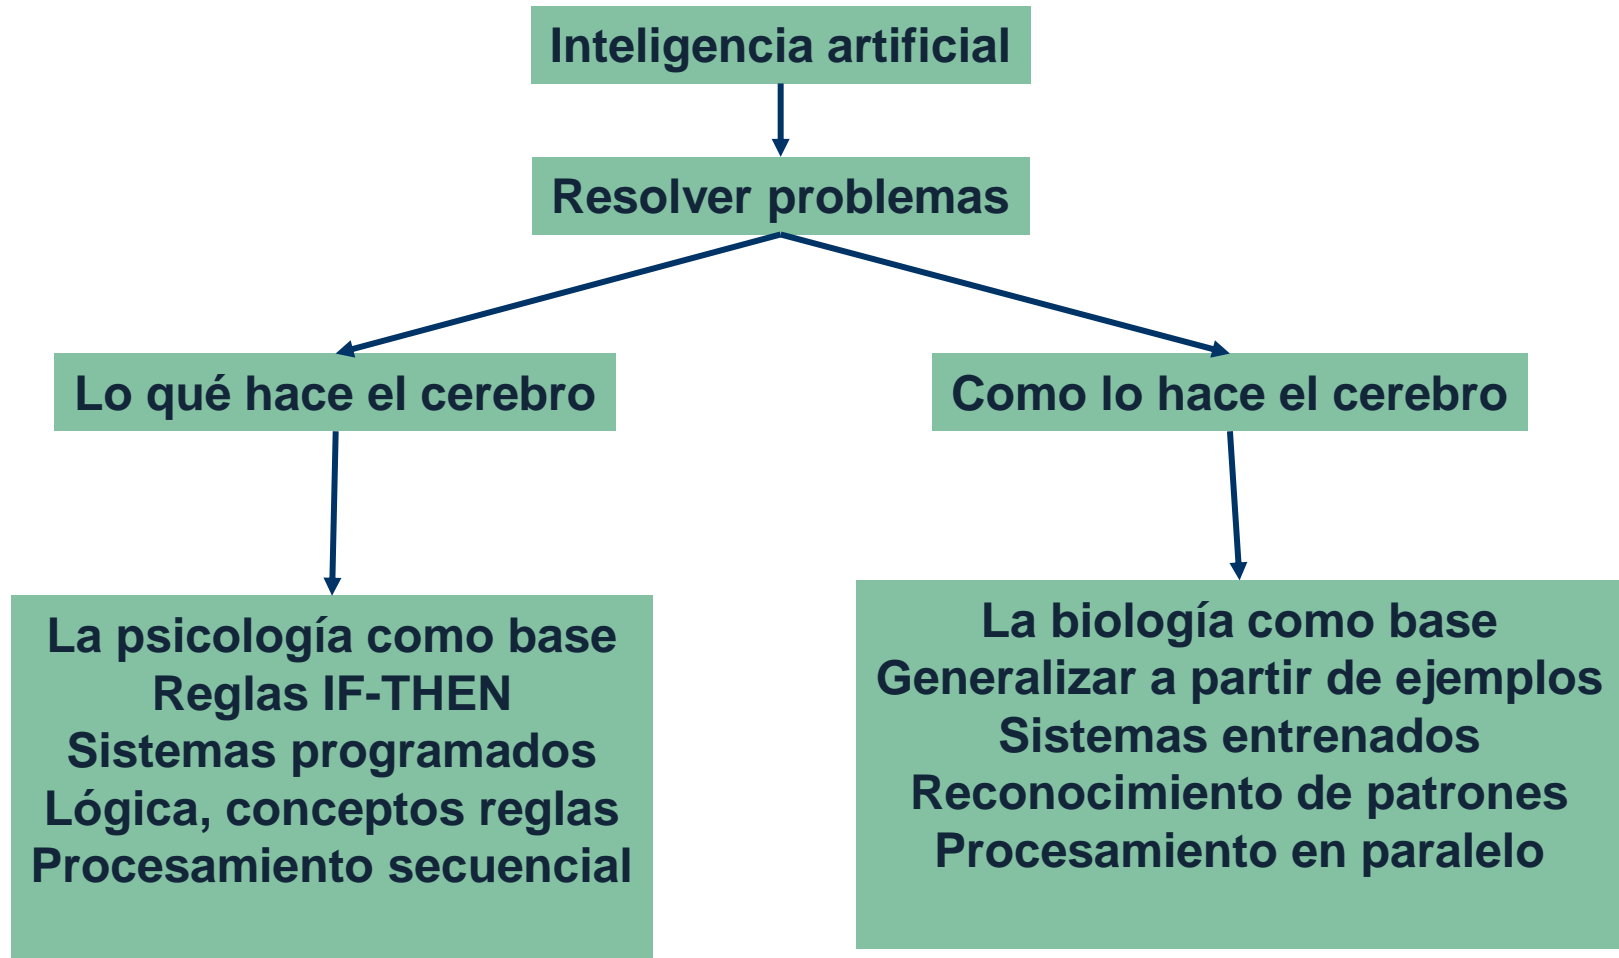 Inteligencia artificial
Resolver problemas
Lo qué hace el cerebro
Como lo hace el cerebro
La psicología como base
Reglas IF-THEN
Sistemas programados
Lógica, conceptos reglas
Procesamiento secuencial
La biología como base
Generalizar a partir de ejemplos
Sistemas entrenados
Reconocimiento de patrones
Procesamiento en paralelo